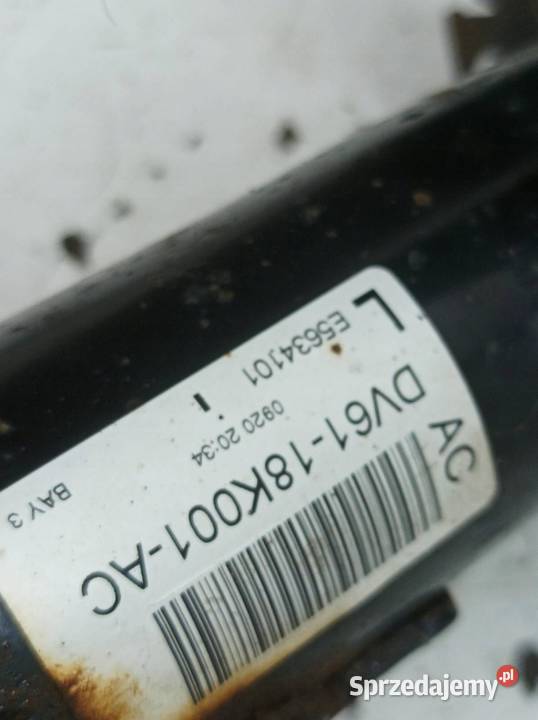 L
E5634101
0920 20:34
BAY 3
DV61-18K001-AC
AC
Sprzedajemy.pl